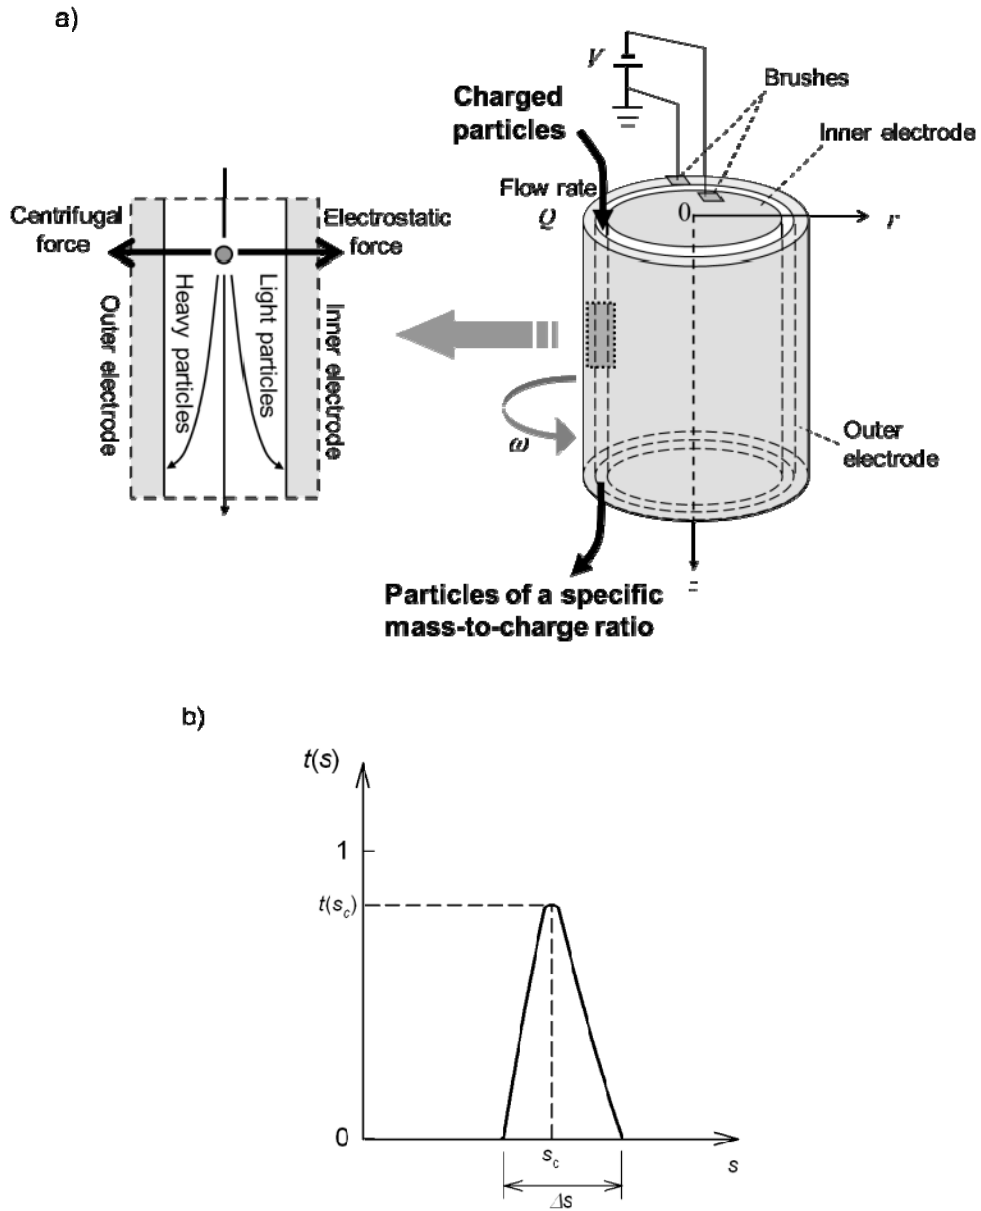 a)
V
Brushes
Charged
particles
Inner electrode
Flow rate
Q
0
r
Centrifugal
force
Electrostatic
force
Outer electrode
Heavy particles
Light particles
Inner electrode
ω
Outer
electrode
z
Particles of a specific
mass-to-charge ratio
b)
t(s)
1
t(sc)
0
sc
s
Δs